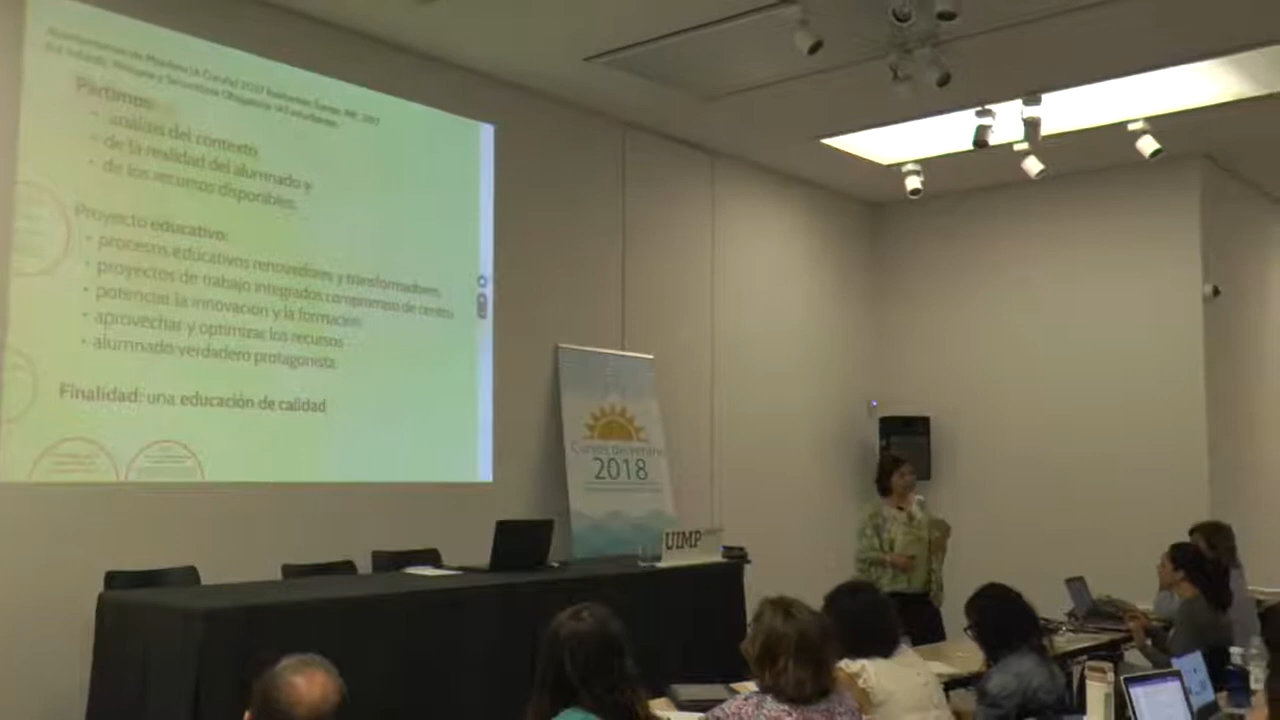 Partimos:
- análisis del contexto
- de la realidad del alumnado y
- de los recursos disponibles.
Proyecto educativo:
- procesos educativos renovadores y transformadores,
- proyectos de trabajo integrados compromiso de centro
- potenciar la innovación y la formación
- aprovechar y optimizar los recursos
- alumnado verdadero protagonista.
Finalidad: una educación de calidad
Cursos de verano
2018
UIMP